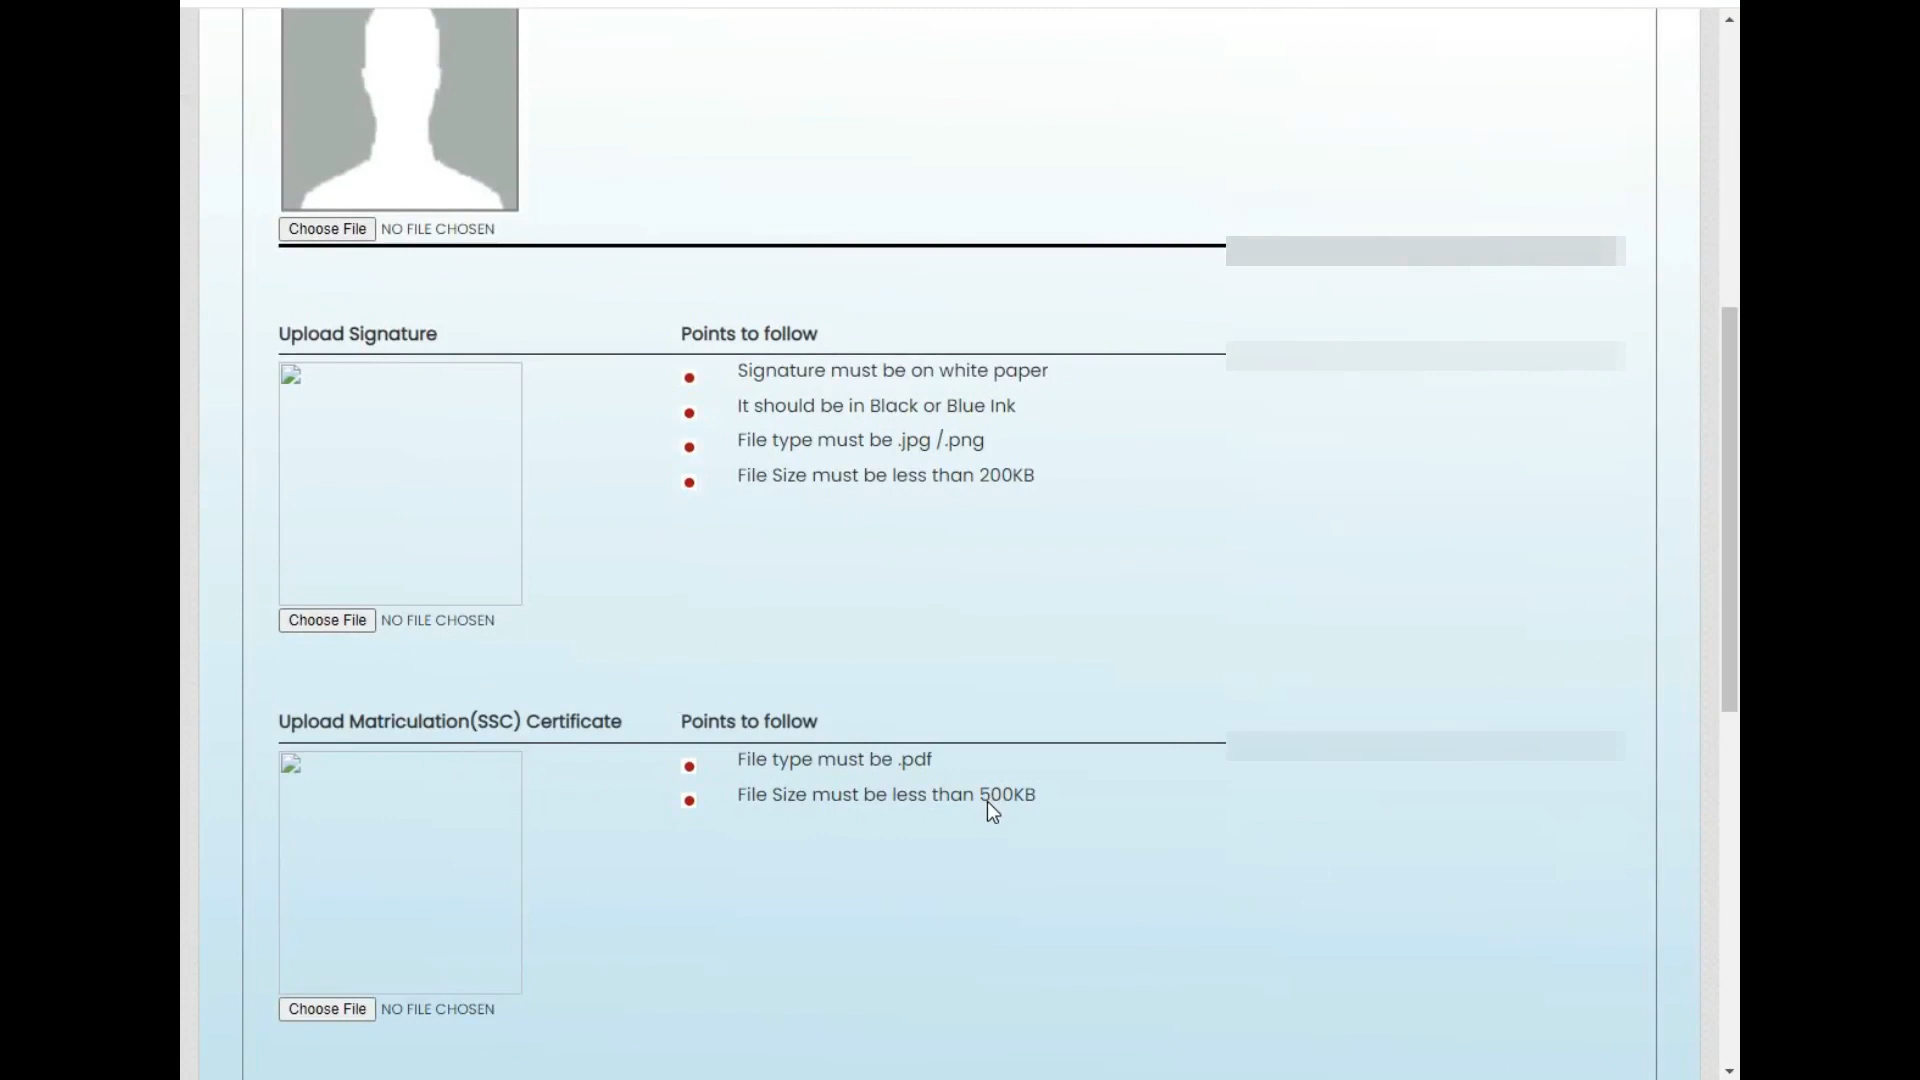 Choose File NO FILE CHOSEN
Upload Signature
Points to follow
Signature must be on white paper
It should be in Black or Blue Ink
File type must be .jpg /.png
File Size must be less than 200KB
Choose File NO FILE CHOSEN
Upload Matriculation(SSC) Certificate
Points to follow
File type must be .pdf
File Size must be less than 500KB
Choose File NO FILE CHOSEN